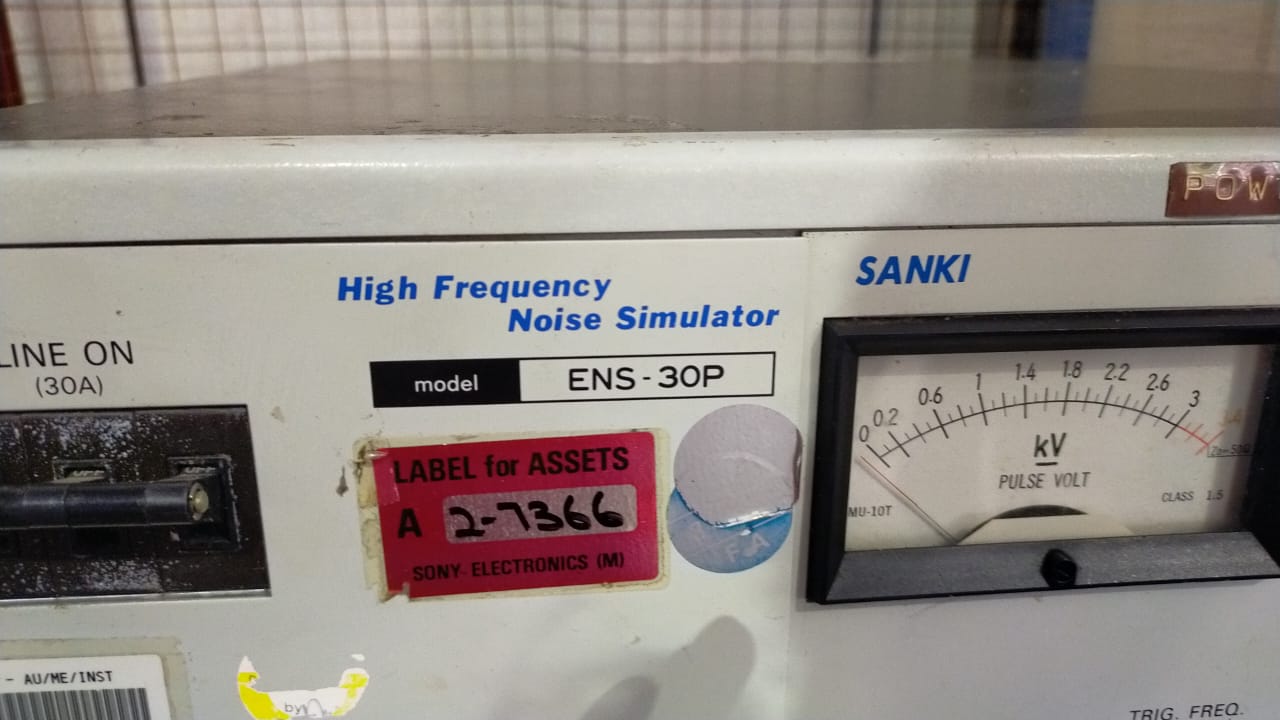 POW
SANKI
High Frequency
Noise Simulator
LINE ON
(30A)
model ENS-30P
0 0.2 0.6 1 1.4 1.8 2.2 2.6 3
kV
PULSE VOLT
MU-10T
CLASS 1.5
LABEL for ASSETS
A 2-7366
SONY ELECTRONICS (M)
FA
- AU/ME/INST
by
TRIG. FREQ.